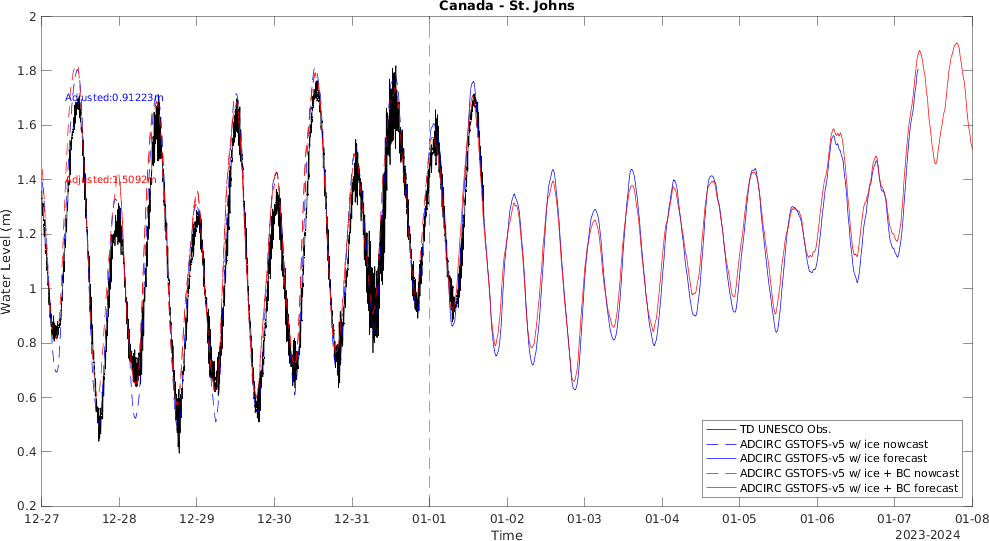 Canada - St. Johns
Water Level (m)
2
1.8
1.6
1.4
1.2
1
0.8
0.6
0.4
0.2
Adjusted:0.91223m
Adjusted:1.5092m
TD UNESCO Obs.
ADCIRC GSTOFS-v5 w/ ice nowcast
ADCIRC GSTOFS-v5 w/ ice forecast
ADCIRC GSTOFS-v5 w/ ice + BC nowcast
ADCIRC GSTOFS-v5 w/ ice + BC forecast
12-27 12-28 12-29 12-30 12-31 01-01 01-02 01-03 01-04 01-05 01-06 01-07 01-08
Time
2023-2024